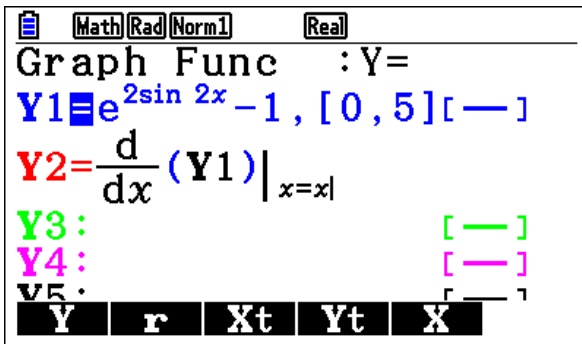 Math Rad Norm1 Real
Graph Func :Y=
Y1=e^2sin 2x −1,[0,5][—]
Y2=d/dx(Y1)|x=x|
Y3: [—]
Y4: [—]
Y5: [—]
Y r Xt Yt X